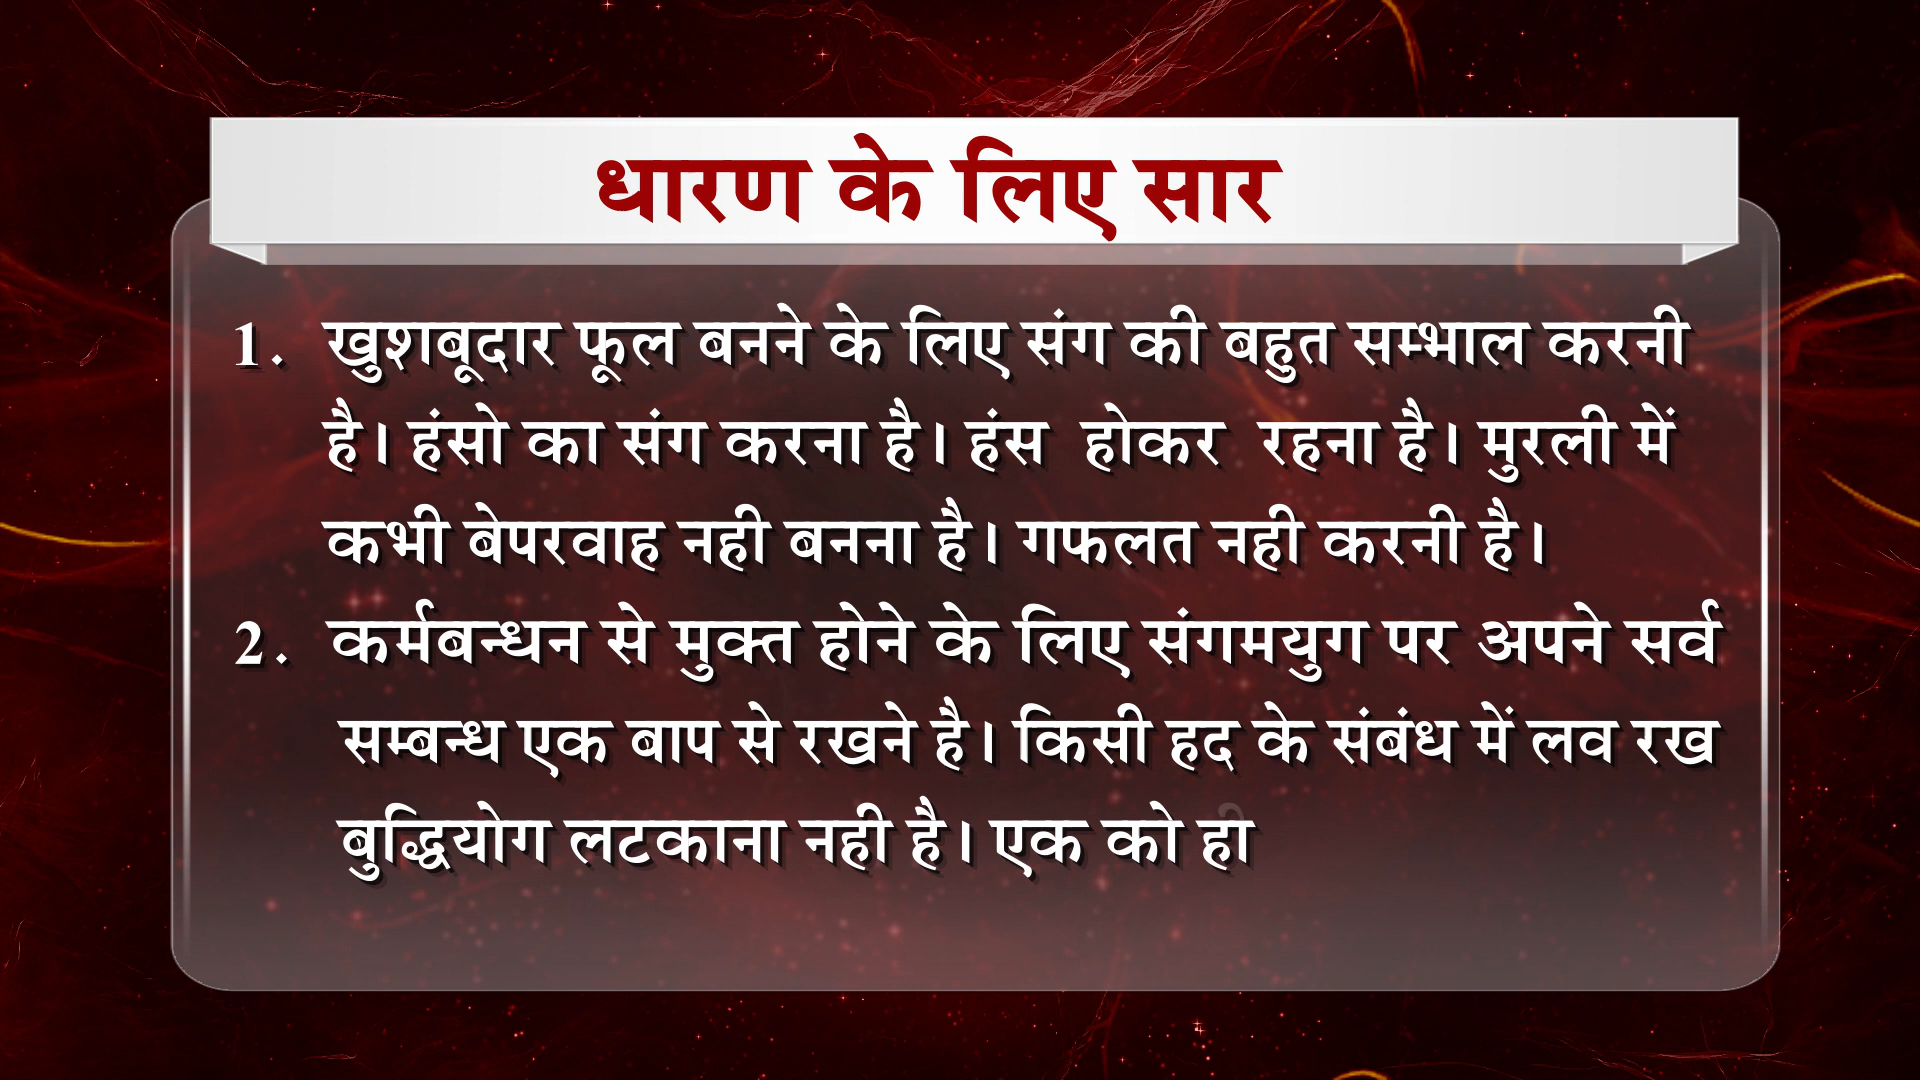 धारण के लिए सार
1. खुशबूदार फूल बनने के लिए संग की बहुत सम्भाल करनी
है। हंसो का संग करना है। हंस होकर रहना है। मुरली में
कभी बेपरवाह नही बनना है। गफलत नही करनी है।
2. कर्मबन्धन से मुक्त होने के लिए संगमयुग पर अपने सर्व
सम्बन्ध एक बाप से रखने है। किसी हद के संबंध में लव रख
बुद्धियोग लटकाना नही है। एक को ही